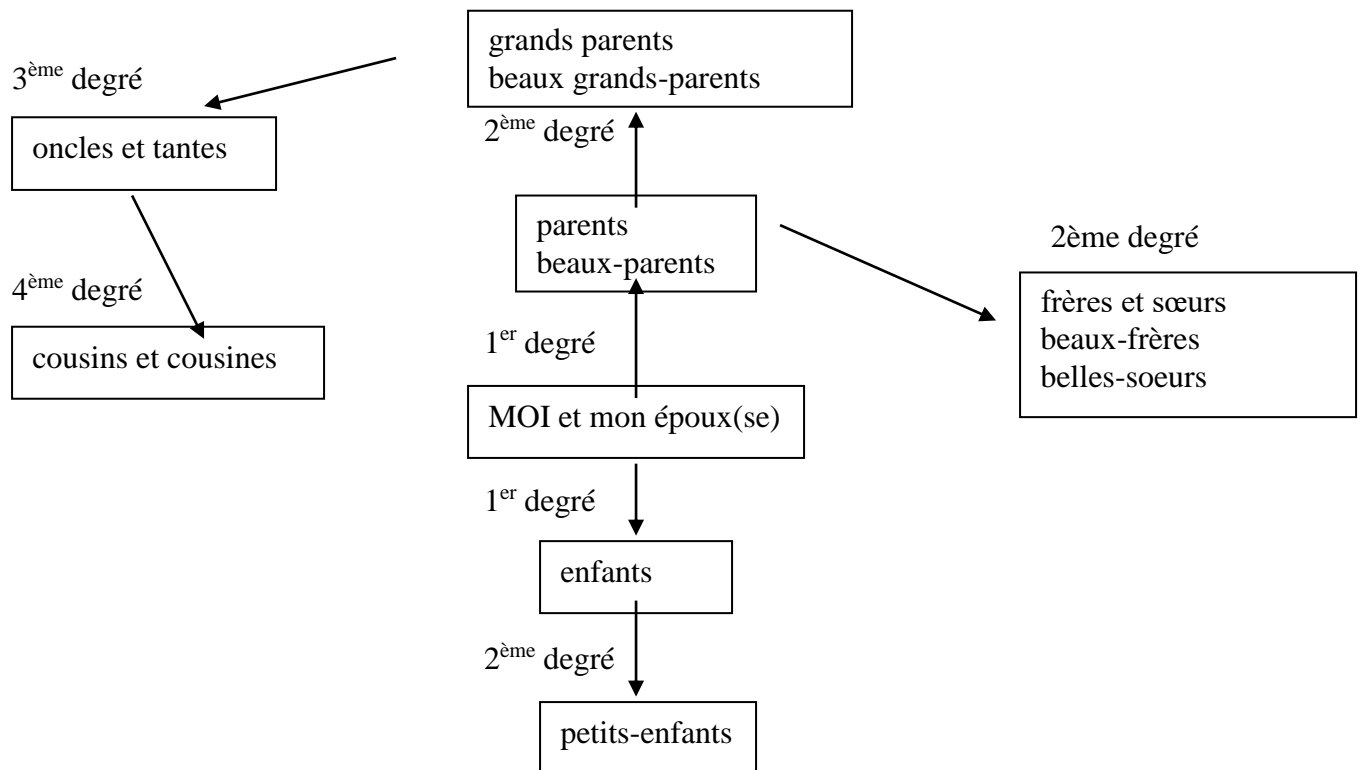 grands parents
beaux grands-parents
3ème degré
oncles et tantes
2ème degré
parents
beaux-parents
2ème degré
frères et sœurs
beaux-frères
belles-soeurs
4ème degré
cousins et cousines
1er degré
MOI et mon époux(se)
1er degré
enfants
2ème degré
petits-enfants